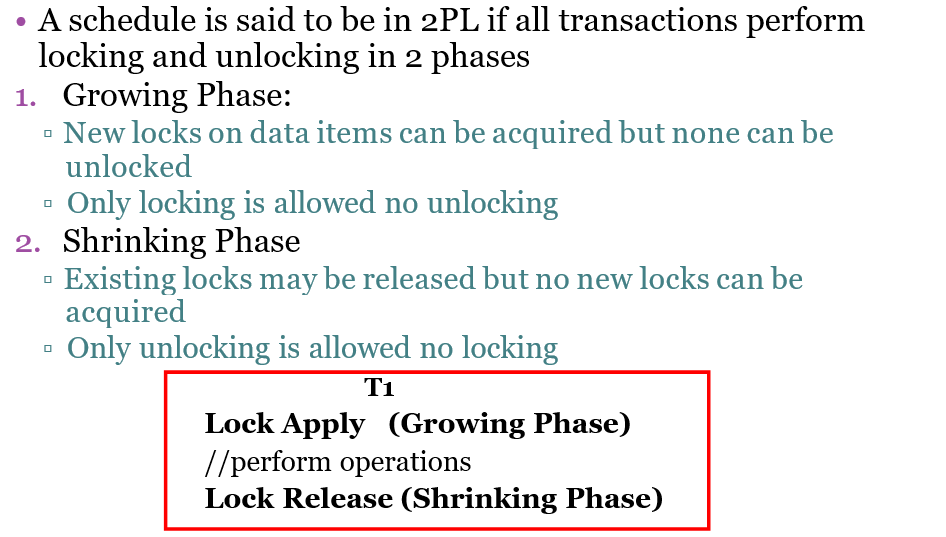 • A schedule is said to be in 2PL if all transactions perform
locking and unlocking in 2 phases
1. Growing Phase:
▫ New locks on data items can be acquired but none can be
unlocked
▫ Only locking is allowed no unlocking
2. Shrinking Phase
▫ Existing locks may be released but no new locks can be
acquired
▫ Only unlocking is allowed no locking
T1
Lock Apply (Growing Phase)
//perform operations
Lock Release (Shrinking Phase)